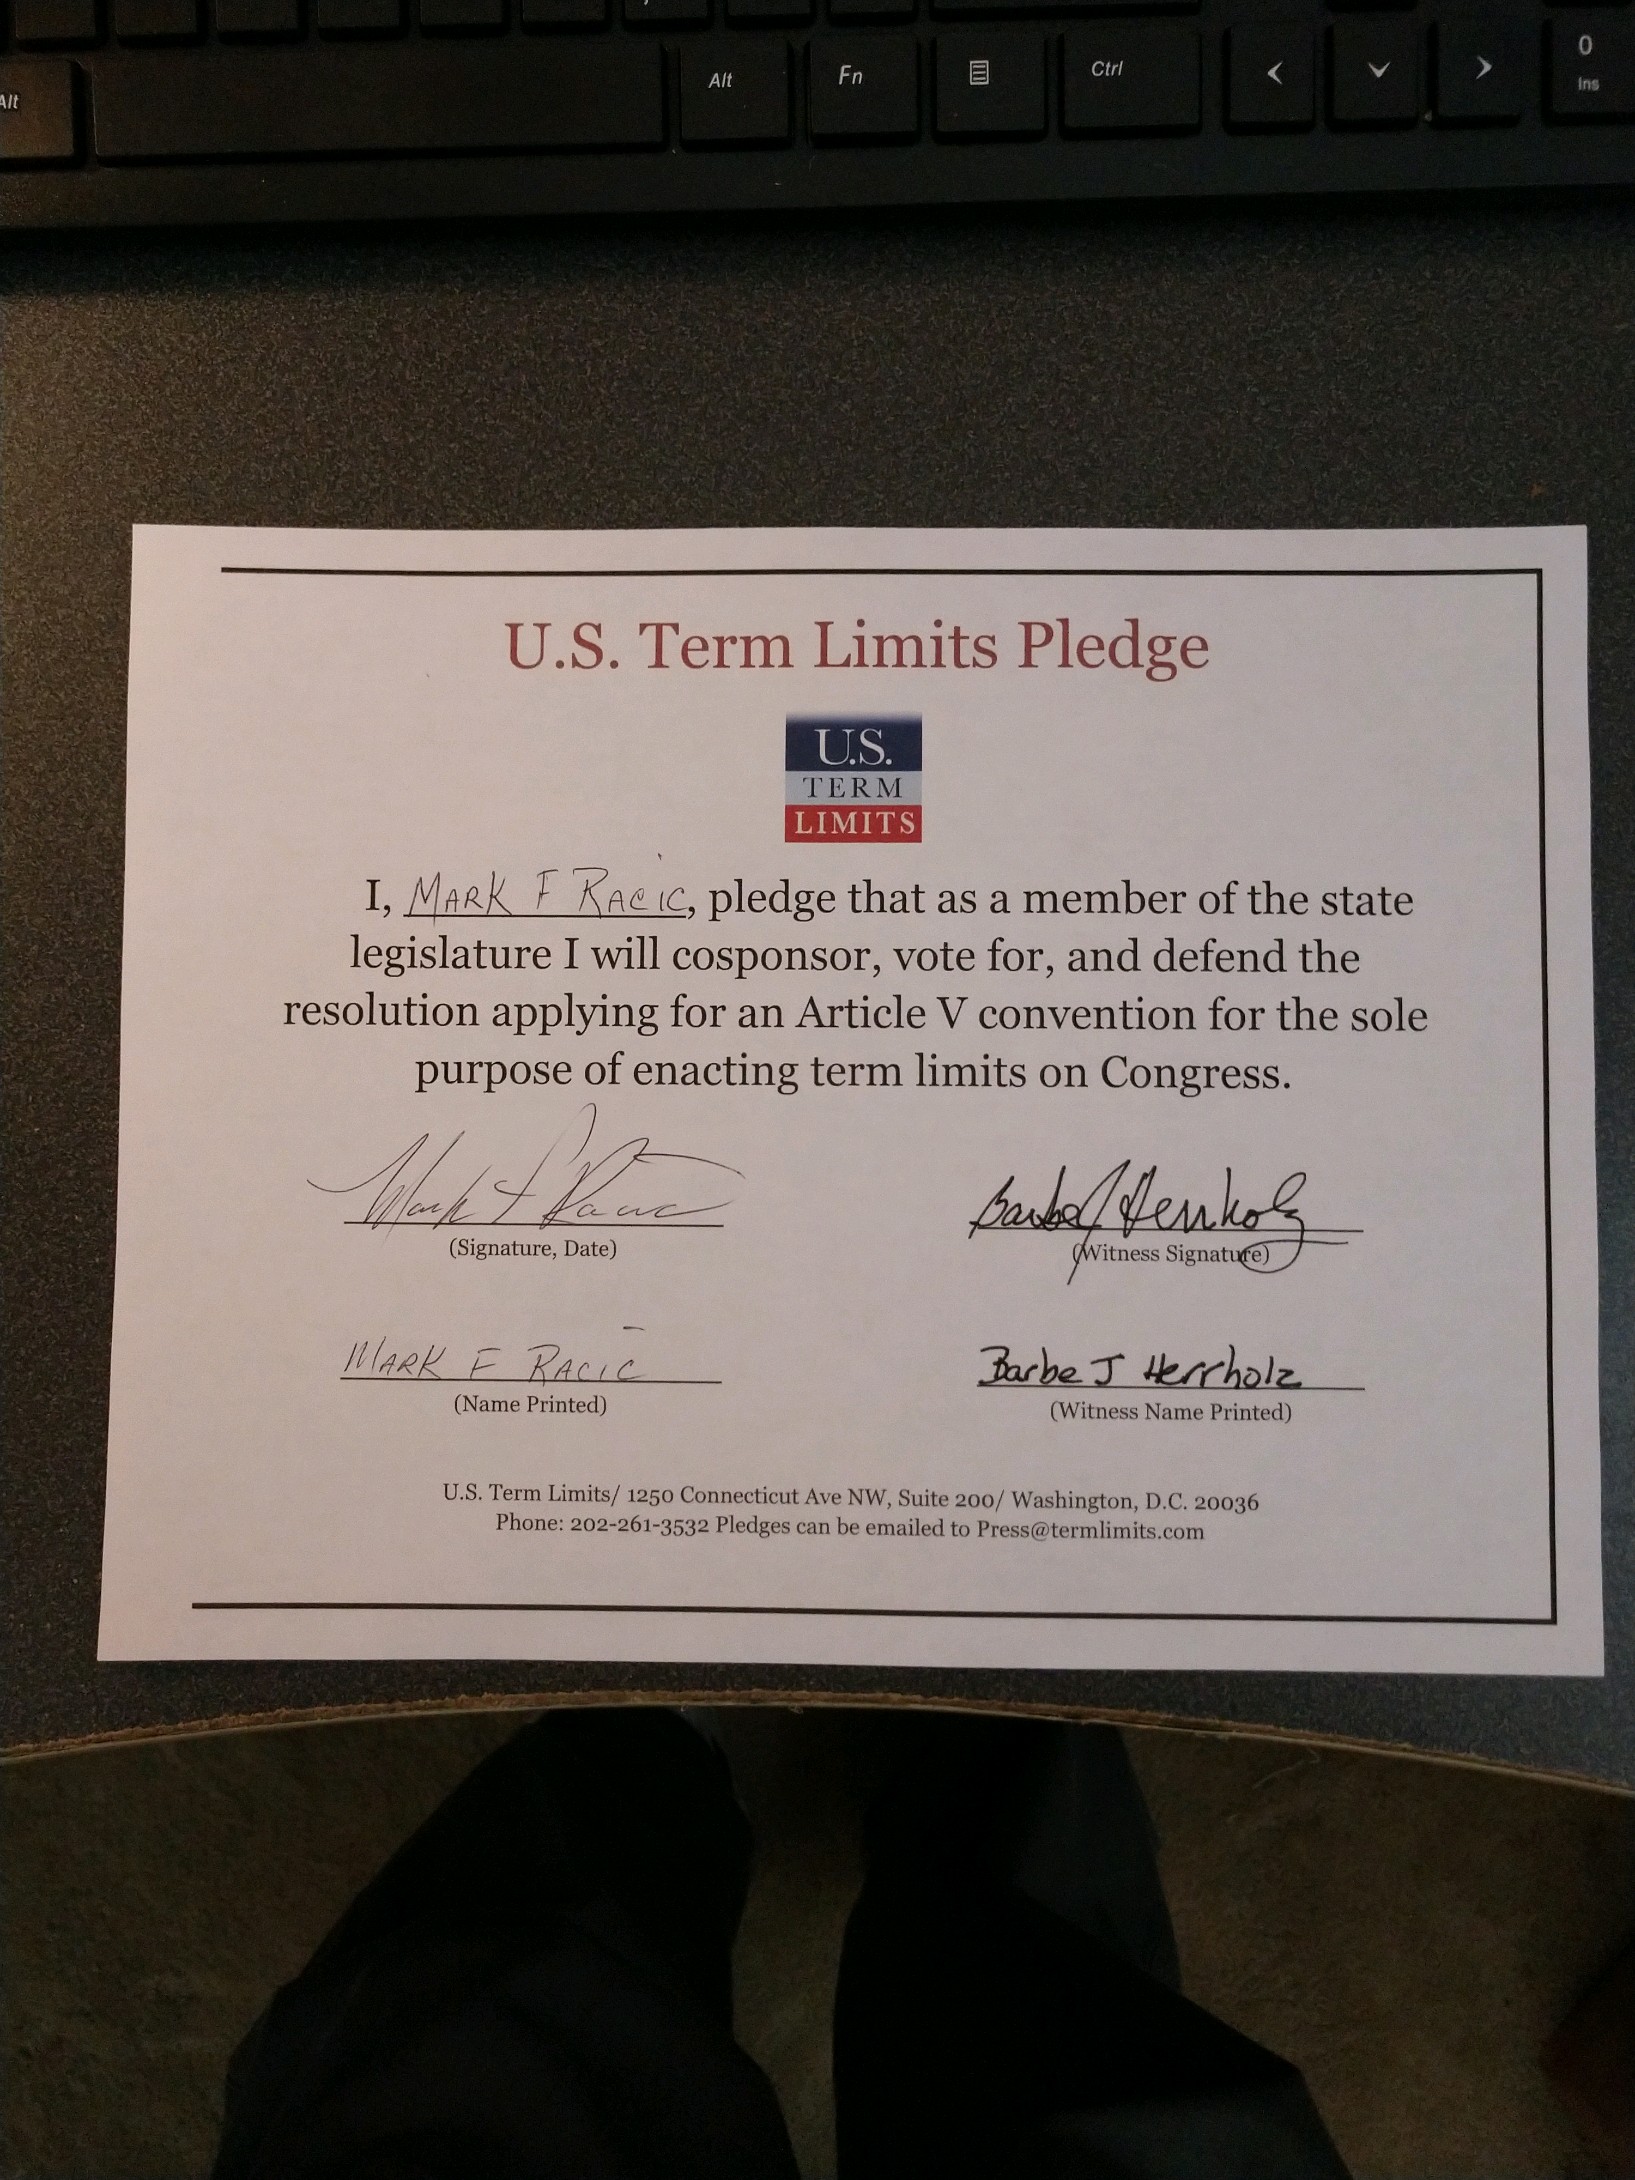 Alt Alt Fn Ctrl < > 0
Ins
U.S. Term Limits Pledge
U.S.
TERM
LIMITS
I, MARK F RACIC, pledge that as a member of the state
legislature I will cosponsor, vote for, and defend the
resolution applying for an Article V convention for the sole
purpose of enacting term limits on Congress.
Mark F Racic Barbe J Herrholz
(Signature, Date) (Witness Signature)
MARK F RACIC Barbe J Herrholz
(Name Printed) (Witness Name Printed)
U.S. Term Limits/ 1250 Connecticut Ave NW, Suite 200/ Washington, D.C. 20036
Phone: 202-261-3532 Pledges can be emailed to Press@termlimits.com